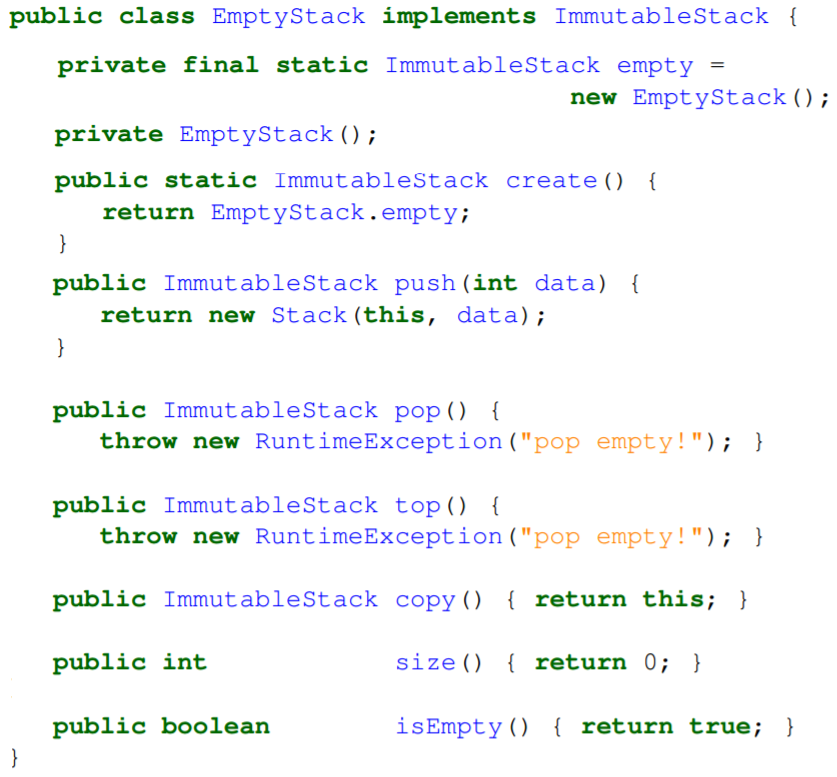 public class EmptyStack implements ImmutableStack {
private final static ImmutableStack empty =
new EmptyStack();
private EmptyStack();
public static ImmutableStack create() {
return EmptyStack.empty;
}
public ImmutableStack push(int data) {
return new Stack(this, data);
}
public ImmutableStack pop() {
throw new RuntimeException("pop empty!"); }
public ImmutableStack top() {
throw new RuntimeException("pop empty!"); }
public ImmutableStack copy() { return this; }
public int size() { return 0; }
public boolean isEmpty() { return true; }
}